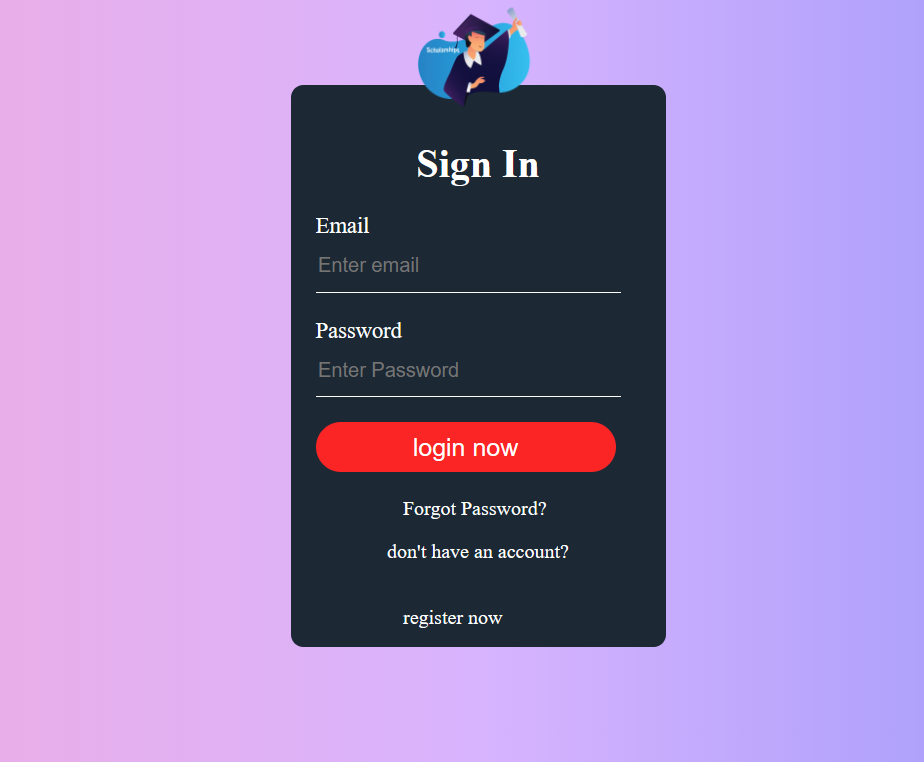 Scholarships
Sign In
Email
Enter email
Password
Enter Password
login now
Forgot Password?
don't have an account?
register now